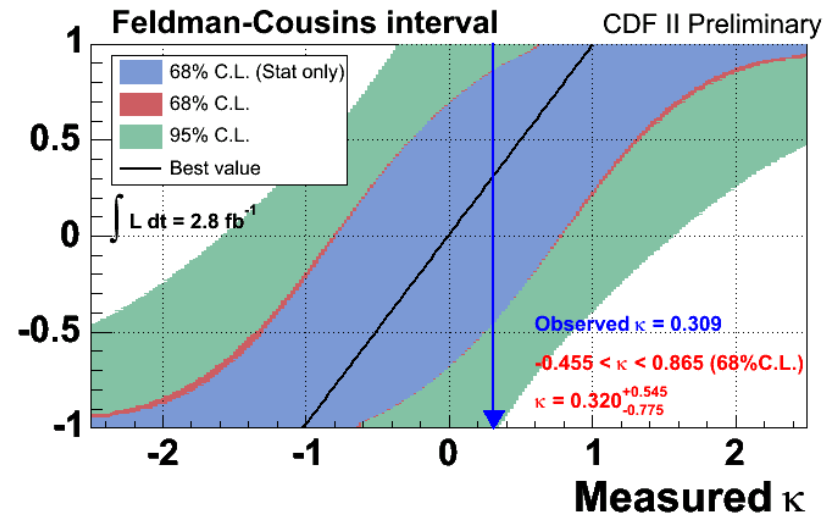 Feldman-Cousins interval
CDF II Preliminary
68% C.L. (Stat only)
68% C.L.
95% C.L.
Best value
∫ L dt = 2.8 fb⁻¹
1
0.5
0
-0.5
-1
Observed κ = 0.309
-0.455 < κ < 0.865 (68%C.L.)
κ = 0.320 +0.545 -0.775
-2 -1 0 1 2
Measured κ